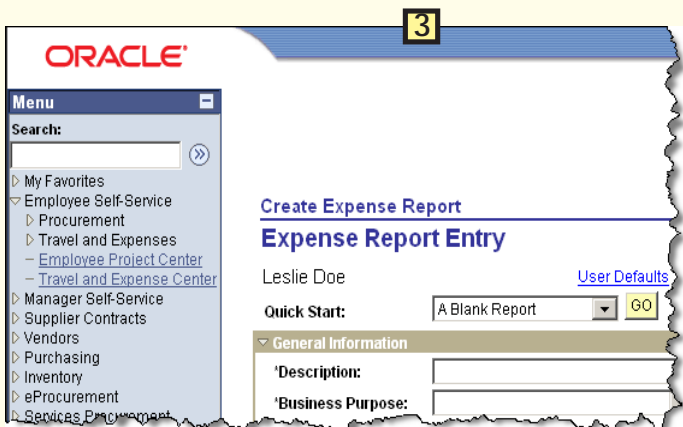 3
ORACLE
Menu
Search:
My Favorites
Employee Self-Service
Procurement
Travel and Expenses
Employee Project Center
Travel and Expense Center
Manager Self-Service
Supplier Contracts
Vendors
Purchasing
Inventory
eProcurement
Services Procurement
Create Expense Report
Expense Report Entry
Leslie Doe User Defaults
Quick Start: A Blank Report GO
General Information
*Description:
*Business Purpose: